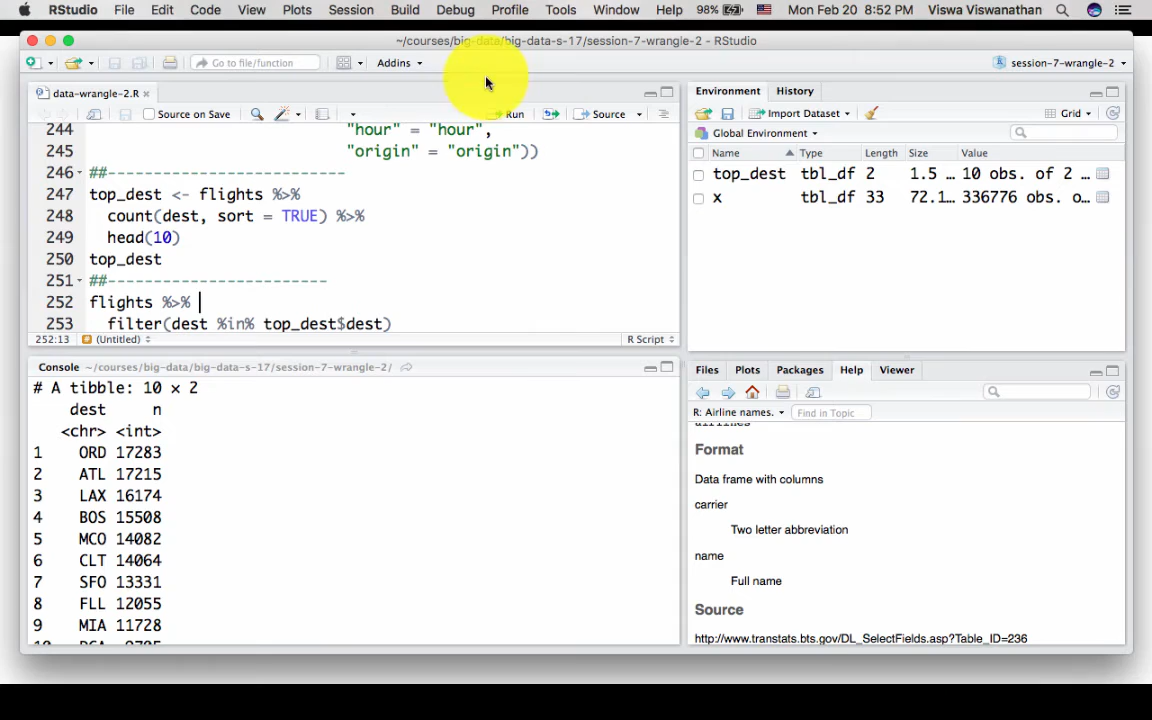 RStudio File Edit Code View Plots Session Build Debug Profile Tools Window Help 98% Mon Feb 20 8:52 PM Viswa Viswanathan
~/courses/big-data/big-data-s-17/session-7-wrangle-2 - RStudio
Go to file/function Addins session-7-wrangle-2
data-wrangle-2.R
Source on Save Run Source
244 "hour" = "hour",
245 "origin" = "origin"))
246 ##--------------------------
247 top_dest <- flights %>%
248 count(dest, sort = TRUE) %>%
249 head(10)
250 top_dest
251 ##------------------------
252 flights %>%
253 filter(dest %in% top_dest$dest)
252:13 (Untitled) R Script
Console ~/courses/big-data/big-data-s-17/session-7-wrangle-2/
# A tibble: 10 × 2
dest n
<chr> <int>
1 ORD 17283
2 ATL 17215
3 LAX 16174
4 BOS 15508
5 MCO 14082
6 CLT 14064
7 SFO 13331
8 FLL 12055
9 MIA 11728
Environment History
Import Dataset Grid
Global Environment
Name Type Length Size Value
top_dest tbl_df 2 1.5 … 10 obs. of 2 …
x tbl_df 33 72.1… 336776 obs. o…
Files Plots Packages Help Viewer
R: Airline names. Find in Topic
airlines
Format
Data frame with columns
carrier
Two letter abbreviation
name
Full name
Source
http://www.transtats.bts.gov/DL_SelectFields.asp?Table_ID=236